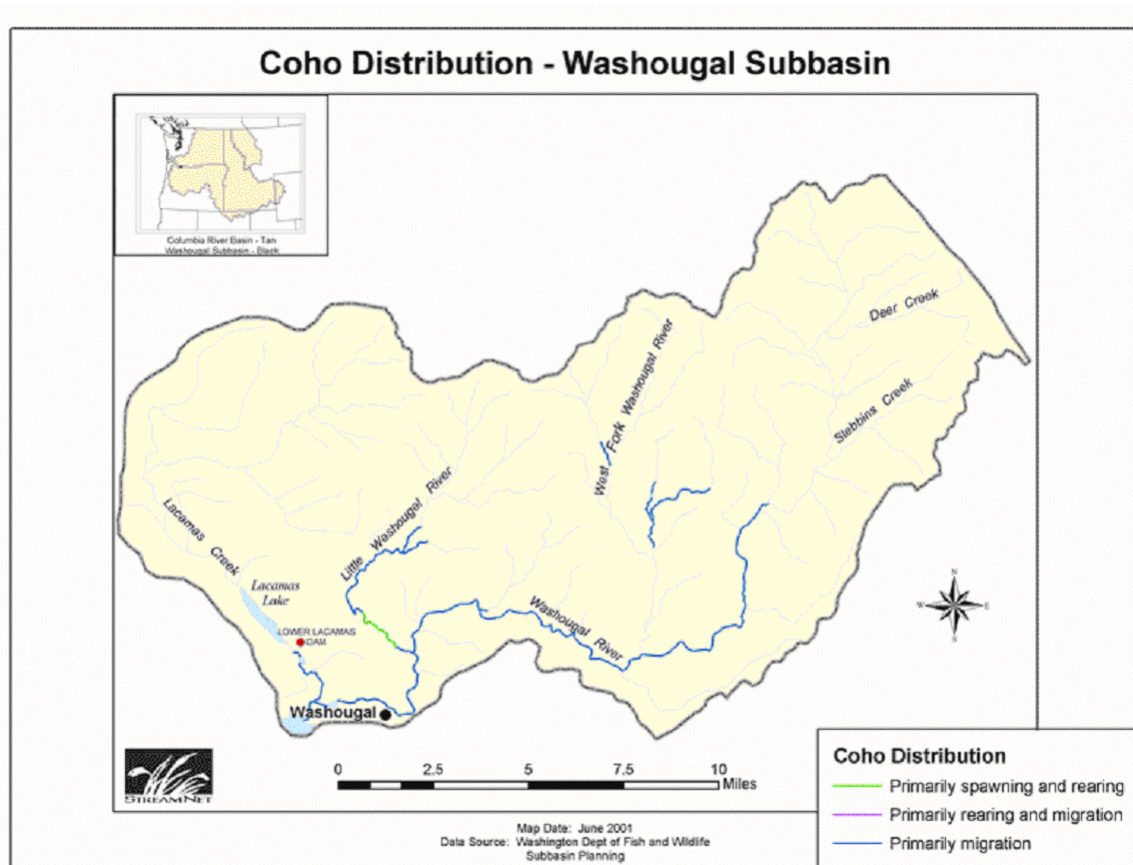 Coho Distribution - Washougal Subbasin
Columbia River Basin - Tan
Washougal Subbasin - Black
Deer Creek
West Fork Washougal River
Stebbins Creek
Little Washougal River
Lacamas Creek
Lacamas
Lake
LOWER LACAMAS
DAM
Washougal River
Washougal
N
W
E
S
STREAMNET
0 2.5 5 7.5 10
Miles
Map Date: June 2001
Data Source: Washington Dept of Fish and Wildlife
Subbasin Planning
Coho Distribution
Primarily spawning and rearing
Primarily rearing and migration
Primarily migration